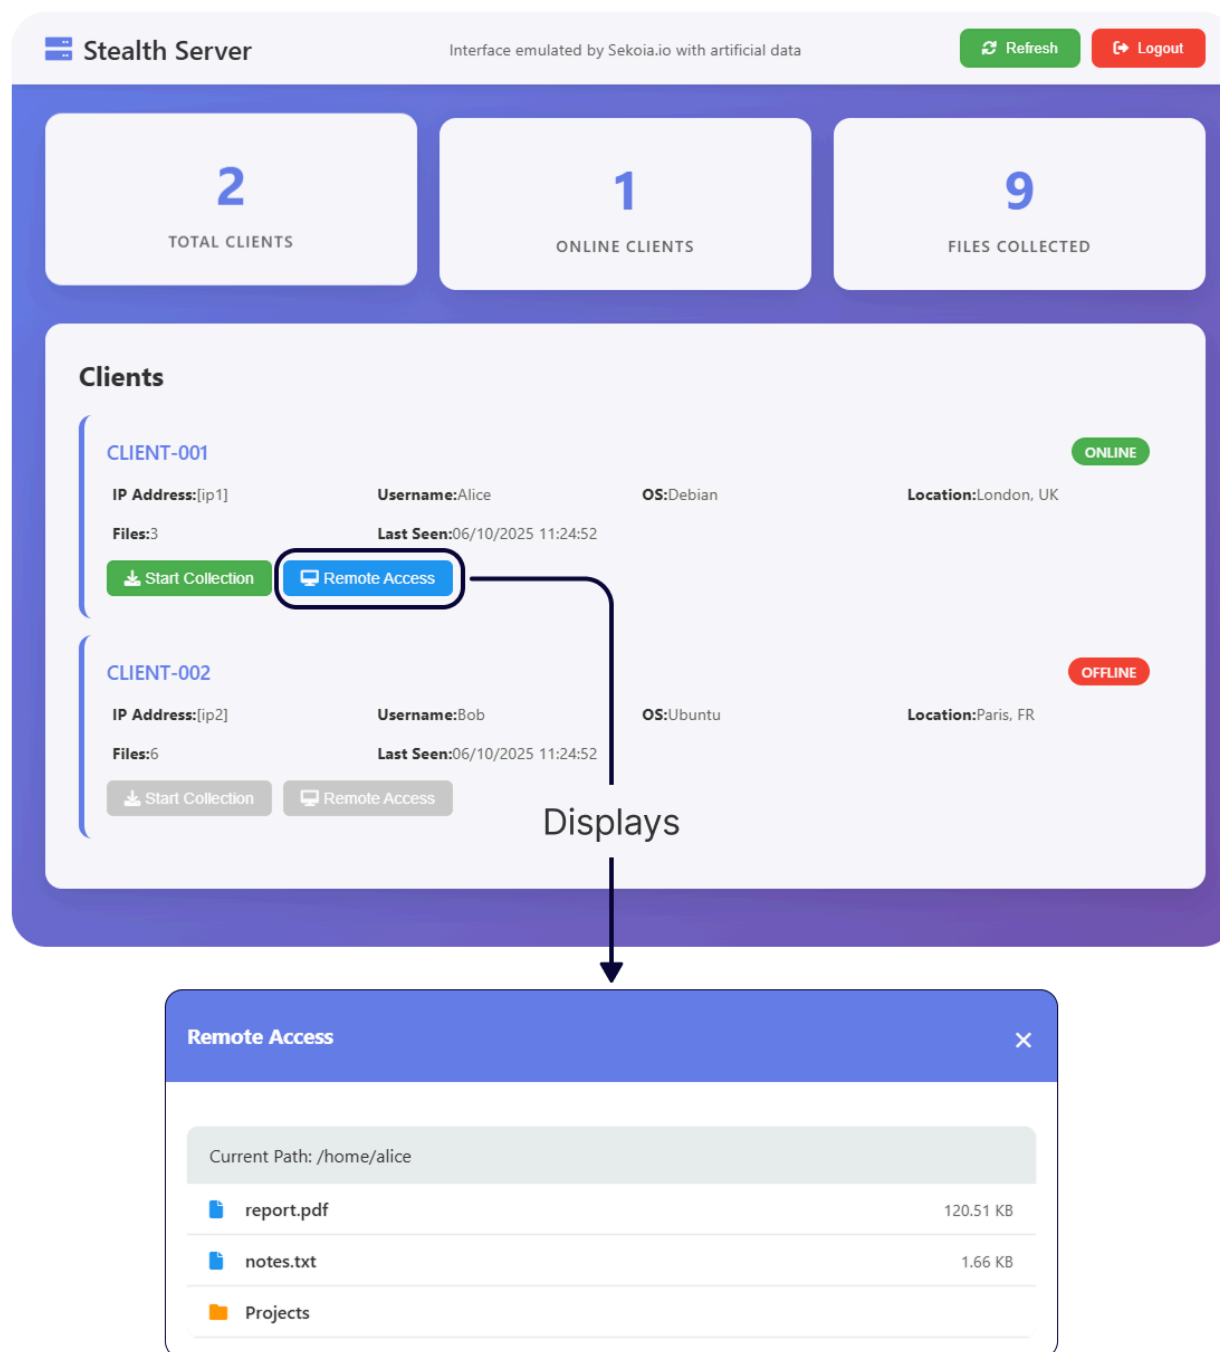 Stealth Server
Interface emulated by Sekoia.io with artificial data
Refresh
Logout
2
TOTAL CLIENTS
1
ONLINE CLIENTS
9
FILES COLLECTED
Clients
CLIENT-001
ONLINE
IP Address:[ip1] Username:Alice OS:Debian Location:London, UK
Files:3 Last Seen:06/10/2025 11:24:52
Start Collection Remote Access
CLIENT-002
OFFLINE
IP Address:[ip2] Username:Bob OS:Ubuntu Location:Paris, FR
Files:6 Last Seen:06/10/2025 11:24:52
Start Collection Remote Access
Displays
Remote Access
Current Path: /home/alice
report.pdf 120.51 KB
notes.txt 1.66 KB
Projects